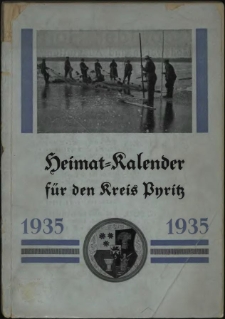 Heimat-Kalender
für den Kreis Pyritz
1935 1935